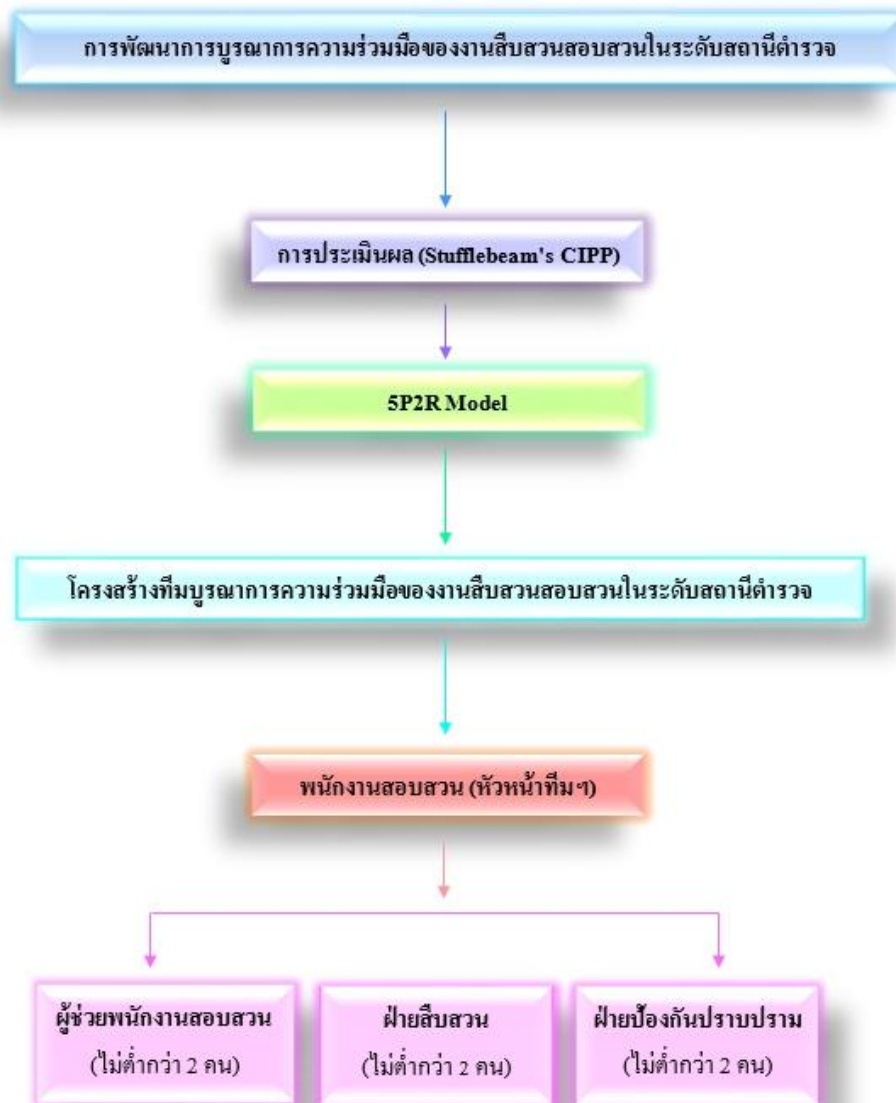 การพัฒนาการบูรณาการความร่วมมือของงานสืบสวนสอบสวนในระดับสถานีตำรวจ
การประเมินผล (Stufflebeam's CIPP)
5P2R Model
โครงสร้างทีมบูรณาการความร่วมมือของงานสืบสวนสอบสวนในระดับสถานีตำรวจ
พนักงานสอบสวน (หัวหน้าทีมฯ)
ผู้ช่วยพนักงานสอบสวน
(ไม่ต่ำกว่า 2 คน)
ฝ่ายสืบสวน
(ไม่ต่ำกว่า 2 คน)
ฝ่ายป้องกันปราบปราม
(ไม่ต่ำกว่า 2 คน)